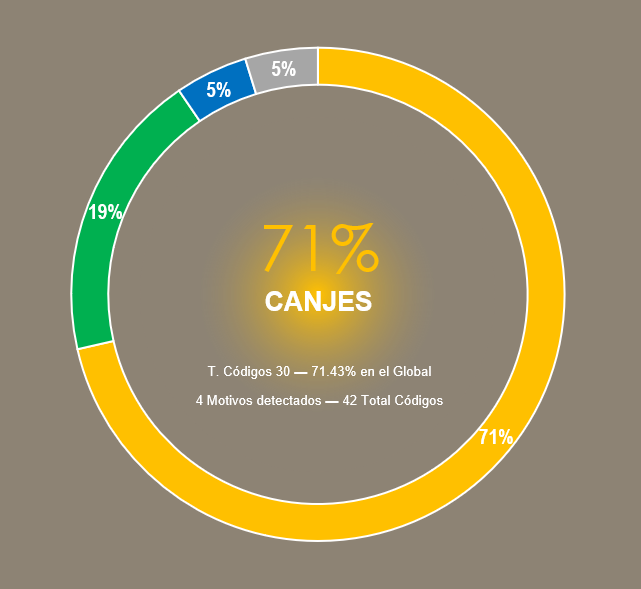 5%
5%
19%
71%
CANJES
T. Códigos 30 — 71.43% en el Global
4 Motivos detectados — 42 Total Códigos
71%